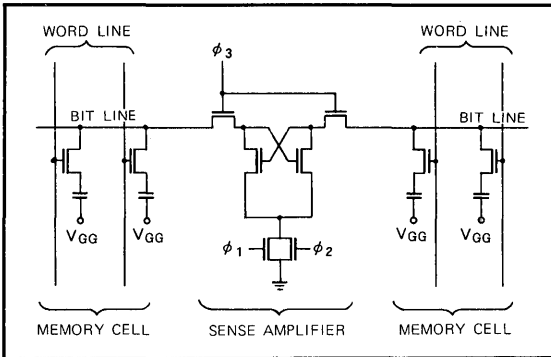 WORD LINE
WORD LINE
ϕ3
BIT LINE
BIT LINE
VGG
VGG
ϕ1
ϕ2
VGG
VGG
MEMORY CELL
SENSE AMPLIFIER
MEMORY CELL